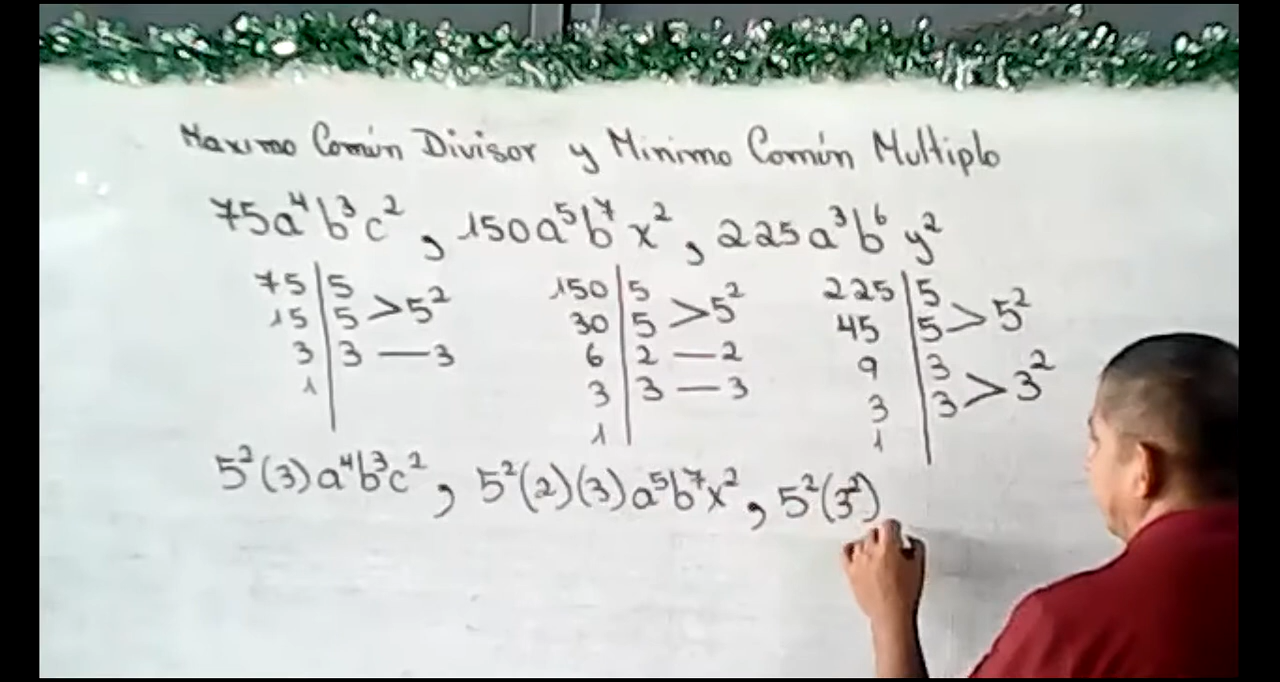 Maximo Común Divisor y Minimo Común Multiplo
75a⁴b³c², 150a⁵b⁷x², 225a³b⁶y²
75 | 5 > 5²
15 | 5
3 | 3 — 3
1 |
150 | 5 > 5²
30 | 5
6 | 2 — 2
3 | 3 — 3
1 |
225 | 5 > 5²
45 | 5
9 | 3 > 3²
3 | 3
1 |
5²(3)a⁴b³c², 5²(2)(3)a⁵b⁷x², 5²(3²)